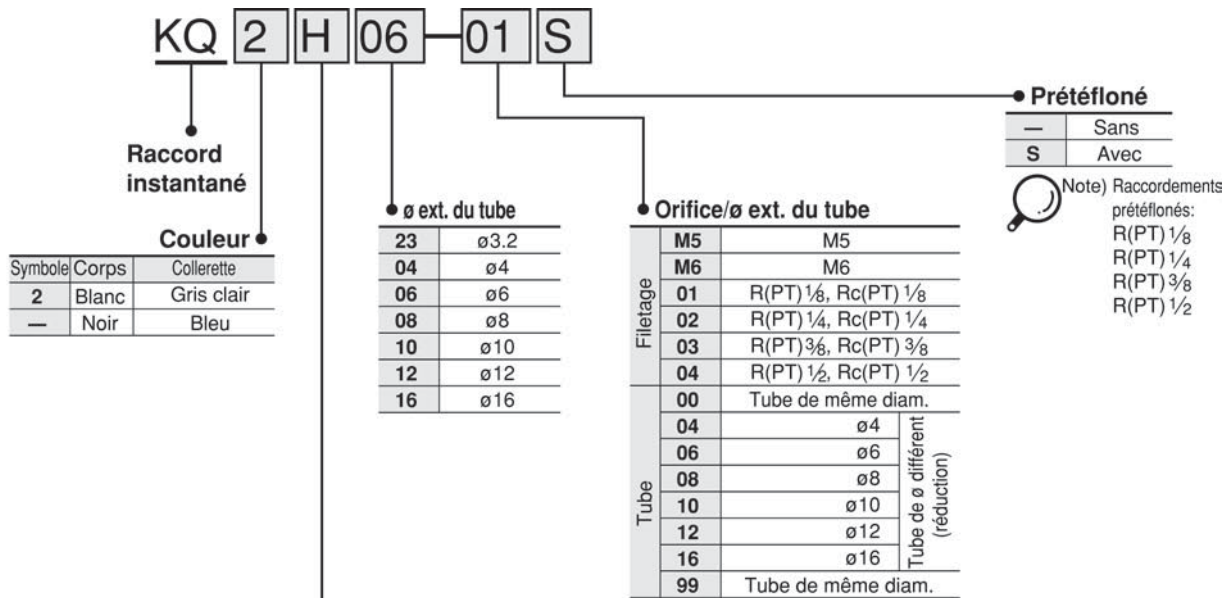 KQ 2 H 06 01 S
Raccord
instantané
Couleur
Symbole Corps Collerette
2 Blanc Gris clair
— Noir Bleu
ø ext. du tube
23 ø3.2
04 ø4
06 ø6
08 ø8
10 ø10
12 ø12
16 ø16
Orifice/ø ext. du tube
Filetage
M5 M5
M6 M6
01 R(PT) 1⁄8, Rc(PT) 1⁄8
02 R(PT) 1⁄4, Rc(PT) 1⁄4
03 R(PT) 3⁄8, Rc(PT) 3⁄8
04 R(PT) 1⁄2, Rc(PT) 1⁄2
Tube
00 Tube de même diam.
04 ø4
06 ø6
08 ø8
10 ø10
12 ø12
16 ø16
Tube de ø différent
(réduction)
99 Tube de même diam.
Prétéfloné
— Sans
S Avec
Note) Raccordements
prétéflonés:
R(PT) 1⁄8
R(PT) 1⁄4
R(PT) 3⁄8
R(PT) 1⁄2